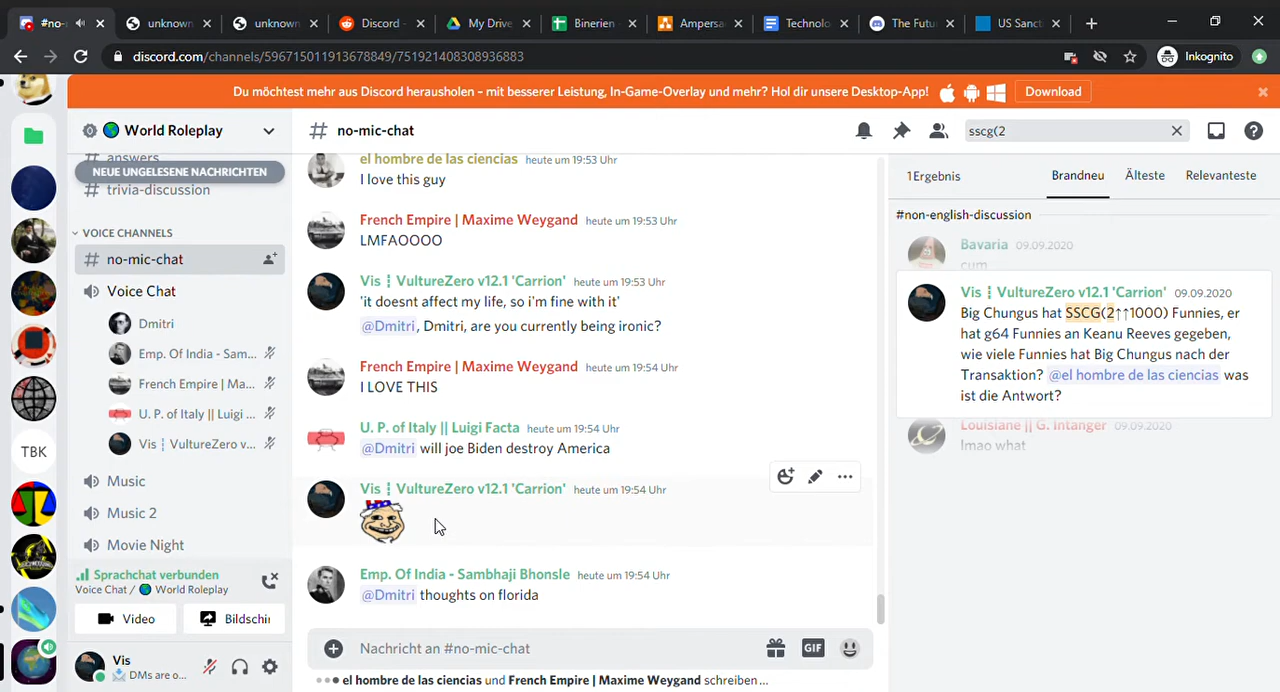 #no-
unknown
unknown
Discord
My Drive
Binerien
Ampersa
Technolo
The Futu
US Sanct
discord.com/channels/596715011913678849/751921408308936883
Inkognito
Du möchtest mehr aus Discord herausholen – mit besserer Leistung, In-Game-Overlay und mehr? Hol dir unsere Desktop-App!
Download
World Roleplay
answers
NEUE UNGELESENE NACHRICHTEN
trivia-discussion
VOICE CHANNELS
no-mic-chat
Voice Chat
Dmitri
Emp. Of India - Sam...
French Empire | Ma...
U. P. of Italy || Luigi ...
Vis ┇ VultureZero v...
Music
Music 2
Movie Night
Sprachchat verbunden
Voice Chat / World Roleplay
Video
Bildschir
Vis
DMs are o...
TBK
# no-mic-chat
sscg(2
el hombre de las ciencias heute um 19:53 Uhr
I love this guy
French Empire | Maxime Weygand heute um 19:53 Uhr
LMFAOOOO
Vis ┇ VultureZero v12.1 'Carrion' heute um 19:53 Uhr
'it doesnt affect my life, so i'm fine with it'
@Dmitri, Dmitri, are you currently being ironic?
French Empire | Maxime Weygand heute um 19:54 Uhr
I LOVE THIS
U. P. of Italy || Luigi Facta heute um 19:54 Uhr
@Dmitri will joe Biden destroy America
Vis ┇ VultureZero v12.1 'Carrion' heute um 19:54 Uhr
Emp. Of India - Sambhaji Bhonsle heute um 19:54 Uhr
@Dmitri thoughts on florida
Nachricht an #no-mic-chat
GIF
el hombre de las ciencias und French Empire | Maxime Weygand schreiben ...
1Ergebnis
Brandneu
Älteste
Relevanteste
#non-english-discussion
Bavaria 09.09.2020
cum
Vis ┇ VultureZero v12.1 'Carrion' 09.09.2020
Big Chungus hat SSCG(2↑↑1000) Funnies, er
hat g64 Funnies an Keanu Reeves gegeben,
wie viele Funnies hat Big Chungus nach der
Transaktion? @el hombre de las ciencias was
ist die Antwort?
Louisiane || G. Intanger 09.09.2020
lmao what